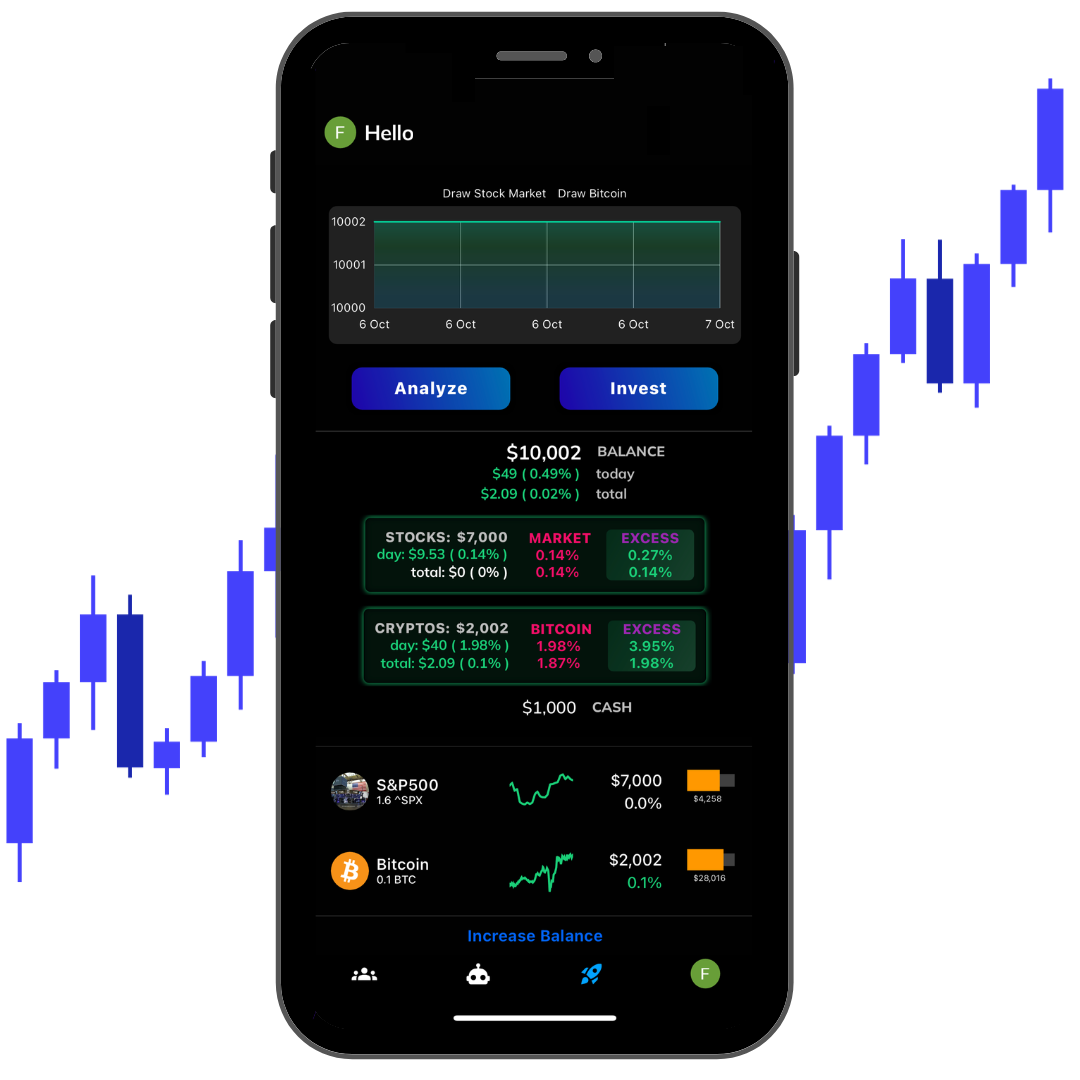 F Hello
Draw Stock Market Draw Bitcoin
10002
10001
10000
6 Oct 6 Oct 6 Oct 6 Oct 7 Oct
Analyze Invest
$10,002 BALANCE
$49 ( 0.49% ) today
$2.09 ( 0.02% ) total
STOCKS: $7,000 MARKET EXCESS
day: $9.53 ( 0.14% ) 0.14% 0.27%
total: $0 ( 0% ) 0.14% 0.14%
CRYPTOS: $2,002 BITCOIN EXCESS
day: $40 ( 1.98% ) 1.98% 3.95%
total: $2.09 ( 0.1% ) 1.87% 1.98%
$1,000 CASH
S&P500 $7,000
1.6 ^SPX 0.0% $4,258
Bitcoin $2,002
0.1 BTC 0.1% $28,016
Increase Balance
F